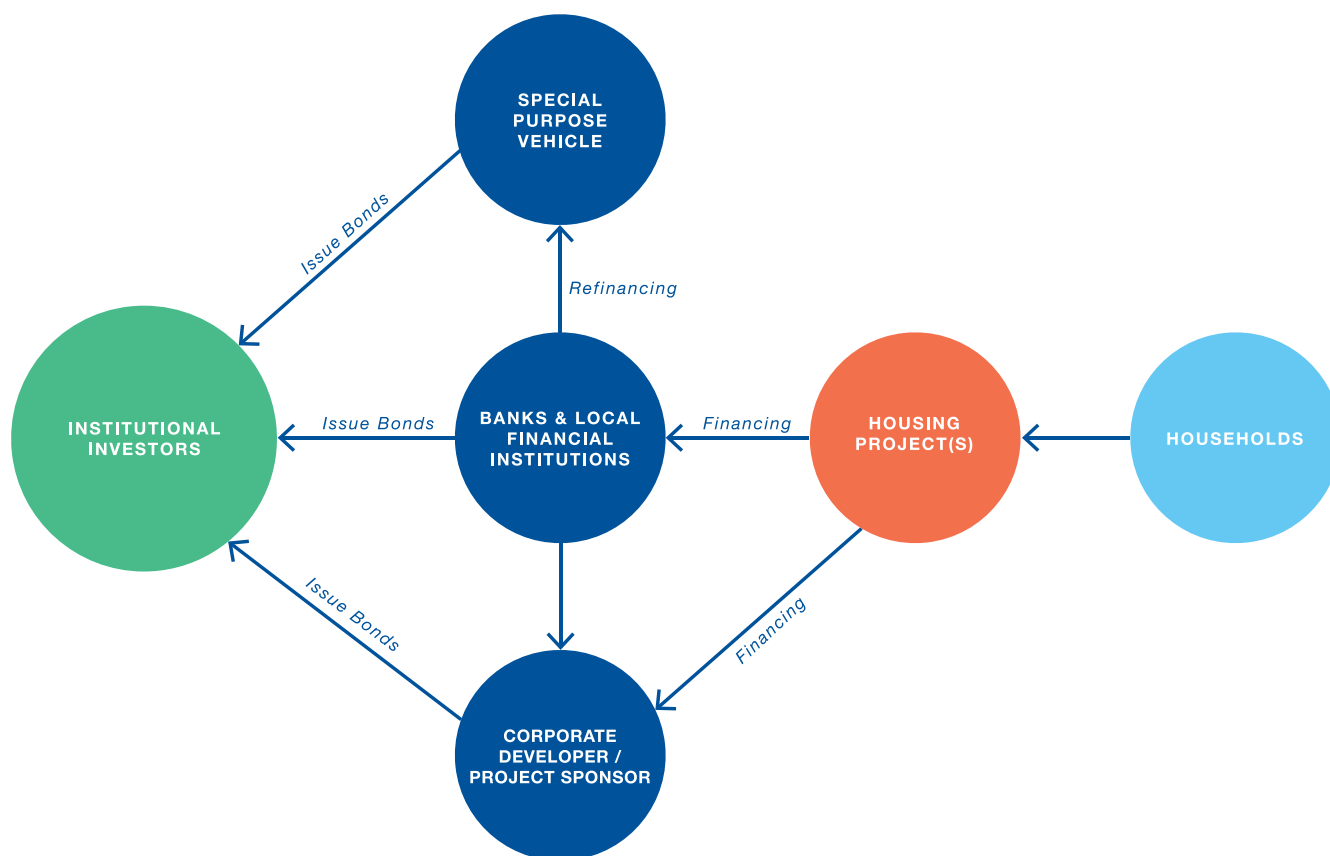 SPECIAL
PURPOSE
VEHICLE
Issue Bonds
Refinancing
INSTITUTIONAL
INVESTORS
Issue Bonds
BANKS & LOCAL
FINANCIAL
INSTITUTIONS
Financing
HOUSING
PROJECT(S)
HOUSEHOLDS
Issue Bonds
Financing
CORPORATE
DEVELOPER /
PROJECT SPONSOR